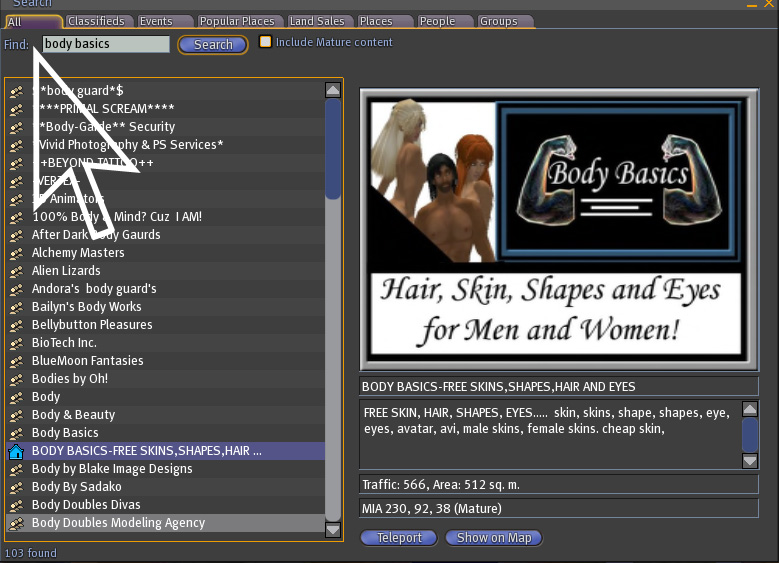 Search
All Classifieds Events Popular Places Land Sales Places People Groups
Find: body basics Search Include Mature content
$*body guard*$
****PRIMAL SCREAM****
**Body-Garde** Security
*Vivid Photography & PS Services*
++BEYOND TATTOO++
Animators
100% Body & Mind? Cuz I AM!
After Dark Body Gaurds
Alchemy Masters
Alien Lizards
Andora's body guard's
Bailyn's Body Works
Bellybutton Pleasures
BioTech Inc.
BlueMoon Fantasies
Bodies by Oh!
Body
Body & Beauty
Body Basics
BODY BASICS-FREE SKINS,SHAPES,HAIR ...
Body by Blake Image Designs
Body By Sadako
Body Doubles Divas
Body Doubles Modeling Agency
103 found
Body Basics
Hair, Skin, Shapes and Eyes
for Men and Women!
BODY BASICS-FREE SKINS,SHAPES,HAIR AND EYES
FREE SKIN, HAIR, SHAPES, EYES..... skin, skins, shape, shapes, eye,
eyes, avatar, avi, male skins, female skins. cheap skin,
Traffic: 566, Area: 512 sq. m.
MIA 230, 92, 38 (Mature)
Teleport Show on Map